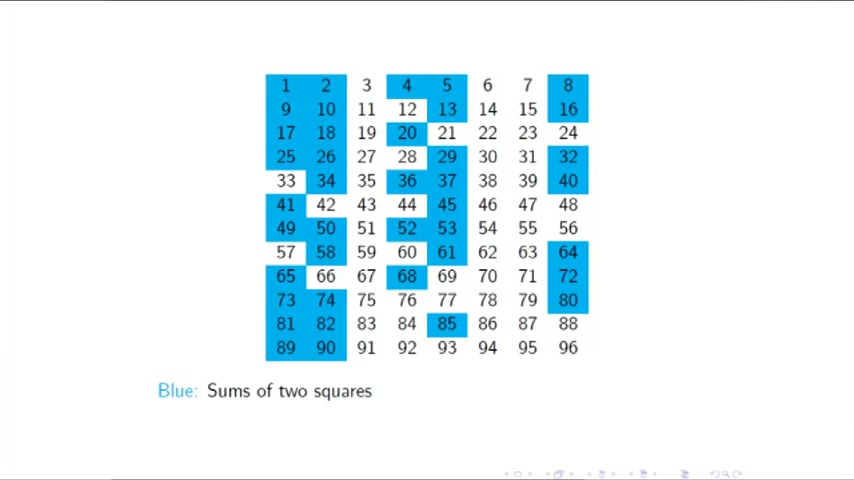 1 2 3 4 5 6 7 8
9 10 11 12 13 14 15 16
17 18 19 20 21 22 23 24
25 26 27 28 29 30 31 32
33 34 35 36 37 38 39 40
41 42 43 44 45 46 47 48
49 50 51 52 53 54 55 56
57 58 59 60 61 62 63 64
65 66 67 68 69 70 71 72
73 74 75 76 77 78 79 80
81 82 83 84 85 86 87 88
89 90 91 92 93 94 95 96
Blue: Sums of two squares